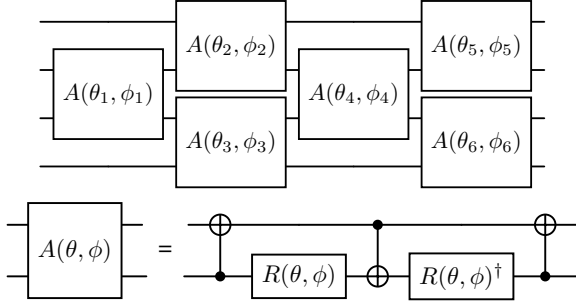 A(θ₂, ϕ₂) A(θ₅, ϕ₅)
A(θ₁, ϕ₁) A(θ₄, ϕ₄)
A(θ₃, ϕ₃) A(θ₆, ϕ₆)
A(θ, ϕ) = R(θ, ϕ) R(θ, ϕ)†